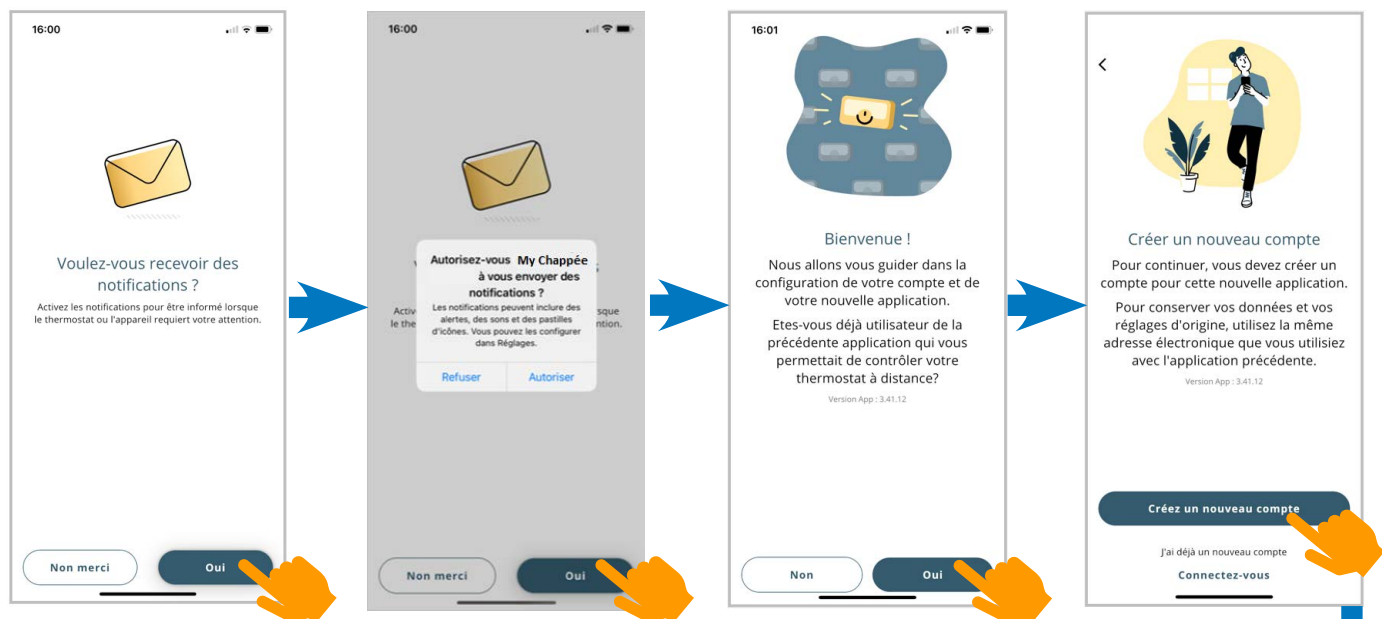 16:00
Voulez-vous recevoir des
notifications ?
Activez les notifications pour être informé lorsque
le thermostat ou l'appareil requiert votre attention.
Non merci
Oui
16:00
Autorisez-vous My Chappée
à vous envoyer des
notifications ?
Les notifications peuvent inclure des
alertes, des sons et des pastilles
d'icônes. Vous pouvez les configurer
dans Réglages.
Refuser
Autoriser
Non merci
Oui
16:01
Bienvenue !
Nous allons vous guider dans la
configuration de votre compte et de
votre nouvelle application.
Etes-vous déjà utilisateur de la
précédente application qui vous
permettait de contrôler votre
thermostat à distance?
Version App : 3.41.12
Non
Oui
Créer un nouveau compte
Pour continuer, vous devez créer un
compte pour cette nouvelle application.
Pour conserver vos données et vos
réglages d'origine, utilisez la même
adresse électronique que vous utilisiez
avec l'application précédente.
Version App : 3.41.12
Créez un nouveau compte
J'ai déjà un nouveau compte
Connectez-vous